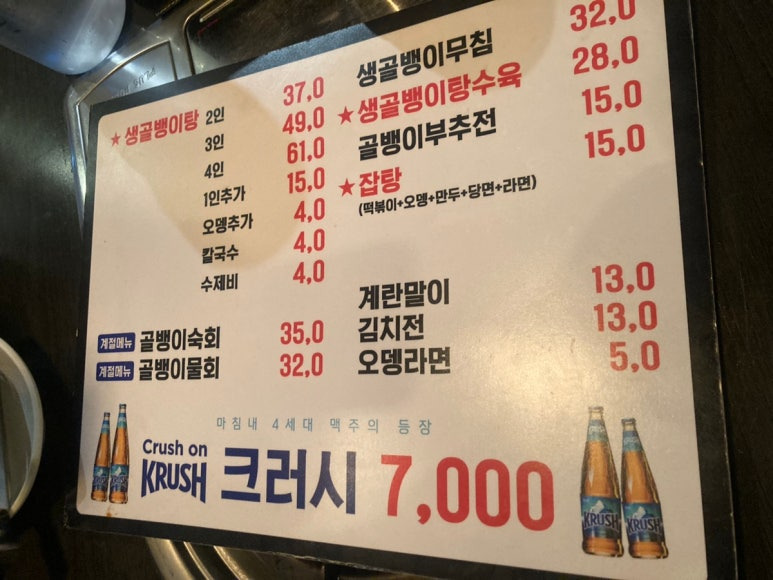 ★ 생골뱅이탕 2인 37,0
3인 49,0
4인 61,0
1인추가 15,0
오뎅추가 4,0
칼국수 4,0
수제비 4,0
계절메뉴 골뱅이숙회 35,0
계절메뉴 골뱅이물회 32,0
생골뱅이무침 32,0
★ 생골뱅이탕수육 28,0
골뱅이부추전 15,0
★ 잡탕 15,0
(떡볶이+오뎅+만두+당면+라면)
계란말이 13,0
김치전 13,0
오뎅라면 5,0
마침내 4세대 맥주의 등장
Crush on
KRUSH 크러시 7,000
KRUSH
KRUSH